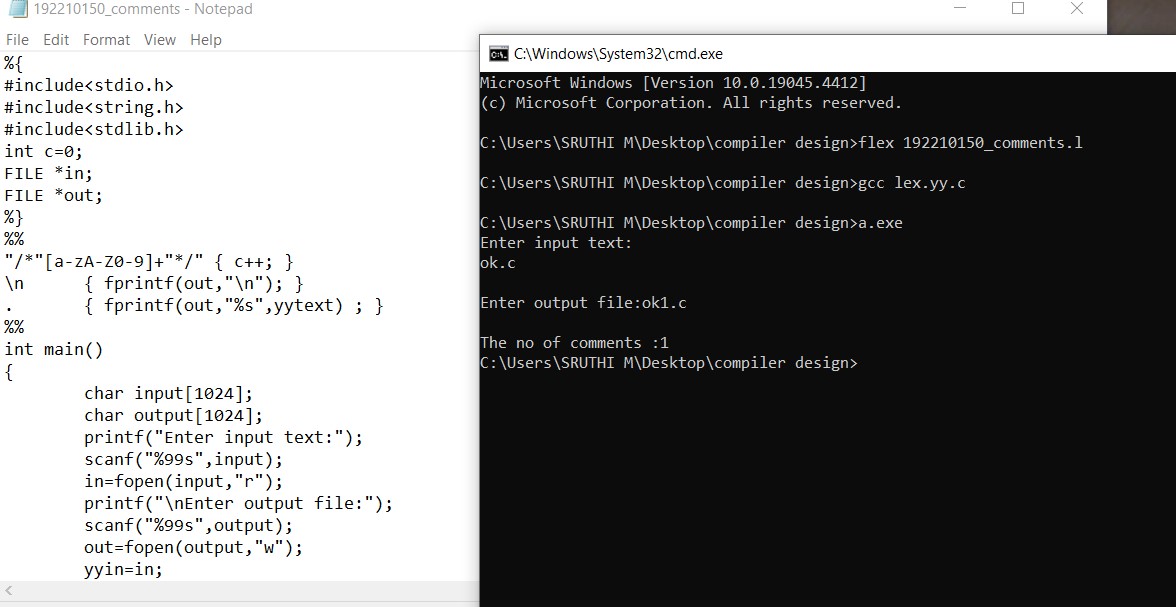 192210150_comments - Notepad
File Edit Format View Help
%{
#include<stdio.h>
#include<string.h>
#include<stdlib.h>
int c=0;
FILE *in;
FILE *out;
%}
%%
"/*"[a-zA-Z0-9]+"*/" { c++; }
\n      { fprintf(out,"\n"); }
.       { fprintf(out,"%s",yytext) ; }
%%
int main()
{
        char input[1024];
        char output[1024];
        printf("Enter input text:");
        scanf("%99s",input);
        in=fopen(input,"r");
        printf("\nEnter output file:");
        scanf("%99s",output);
        out=fopen(output,"w");
        yyin=in;
C:\Windows\System32\cmd.exe
Microsoft Windows [Version 10.0.19045.4412]
(c) Microsoft Corporation. All rights reserved.
C:\Users\SRUTHI M\Desktop\compiler design>flex 192210150_comments.l
C:\Users\SRUTHI M\Desktop\compiler design>gcc lex.yy.c
C:\Users\SRUTHI M\Desktop\compiler design>a.exe
Enter input text:
ok.c
Enter output file:ok1.c
The no of comments :1
C:\Users\SRUTHI M\Desktop\compiler design>